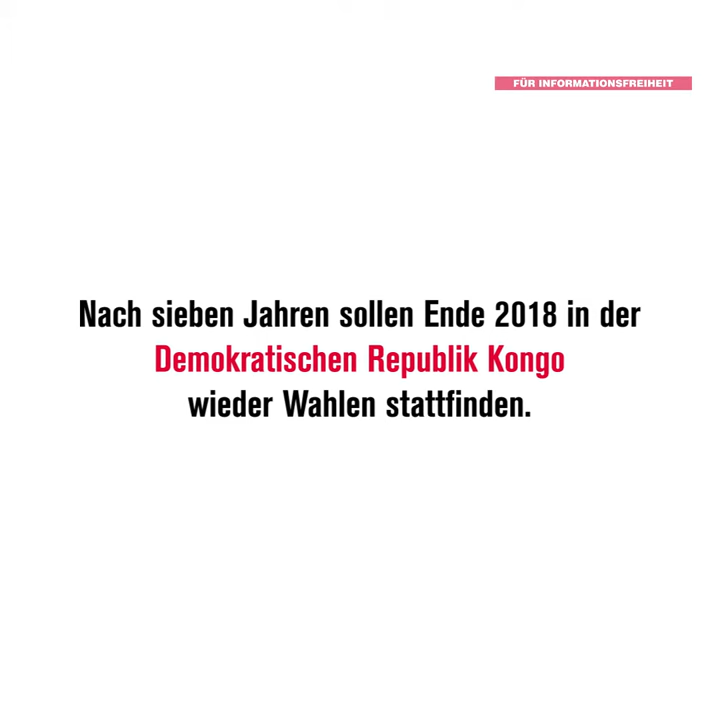 FÜR INFORMATIONSFREIHEIT
Nach sieben Jahren sollen Ende 2018 in der
Demokratischen Republik Kongo
wieder Wahlen stattfinden.